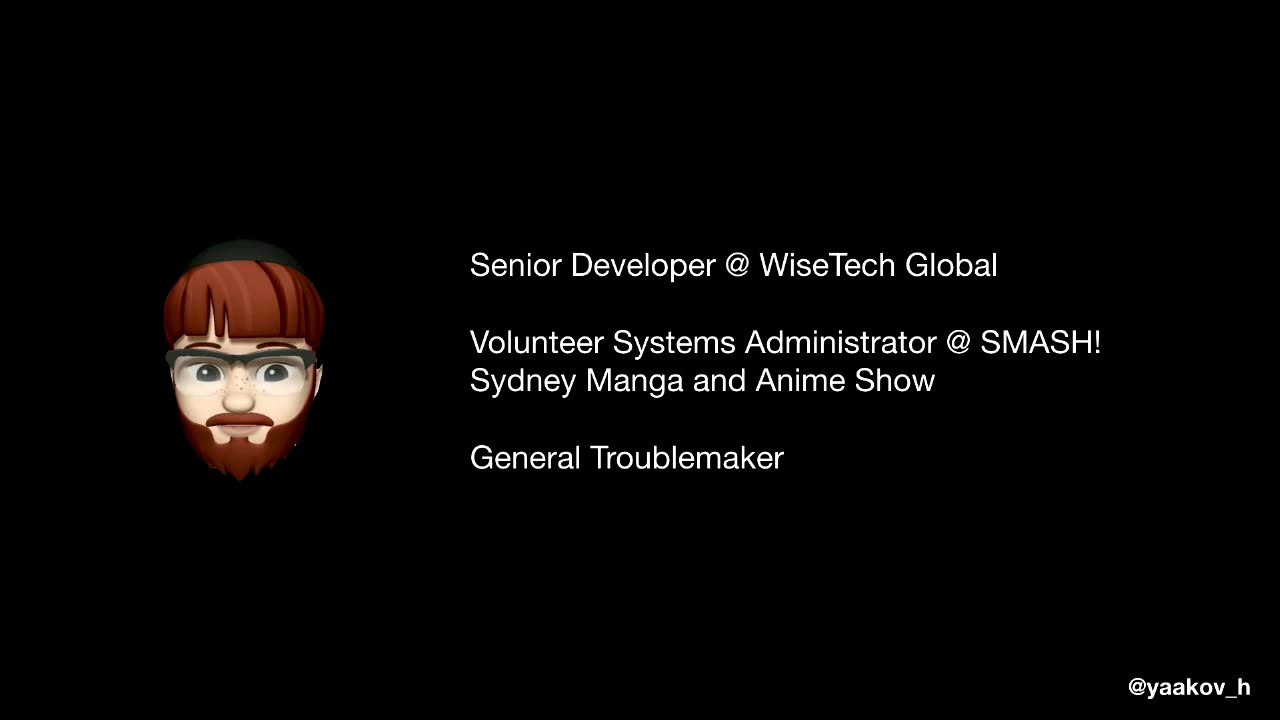 Senior Developer @ WiseTech Global
Volunteer Systems Administrator @ SMASH!
Sydney Manga and Anime Show
General Troublemaker
@yaakov_h